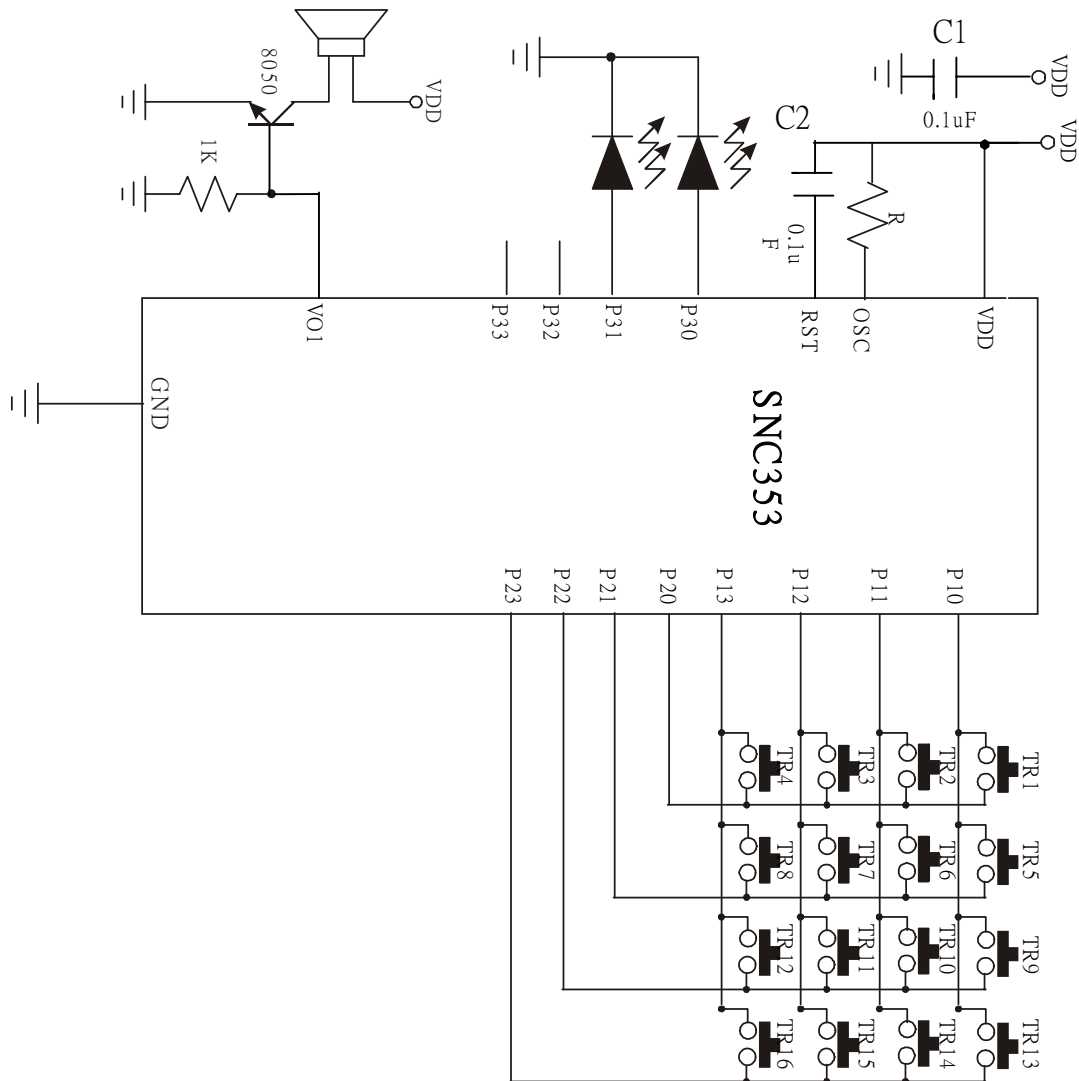 C1
VDD
0.1uF
VDD
8050
VDD
C2
1K
R
0.1u
F
VO1
P33
P32
P31
P30
RST
OSC
VDD
GND
SNC353
P23
P22
P21
P20
P13
P12
P11
P10
TR4
TR3
TR2
TR1
TR8
TR7
TR6
TR5
TR12
TR11
TR10
TR9
TR16
TR15
TR14
TR13